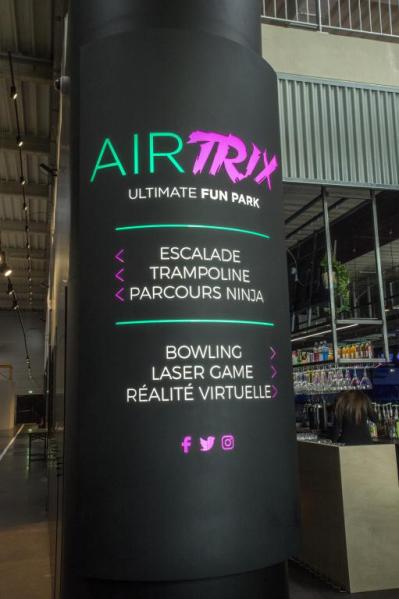 AIRTRIX
ULTIMATE FUN PARK
< ESCALADE
< TRAMPOLINE
< PARCOURS NINJA
BOWLING >
LASER GAME >
RÉALITÉ VIRTUELLE >